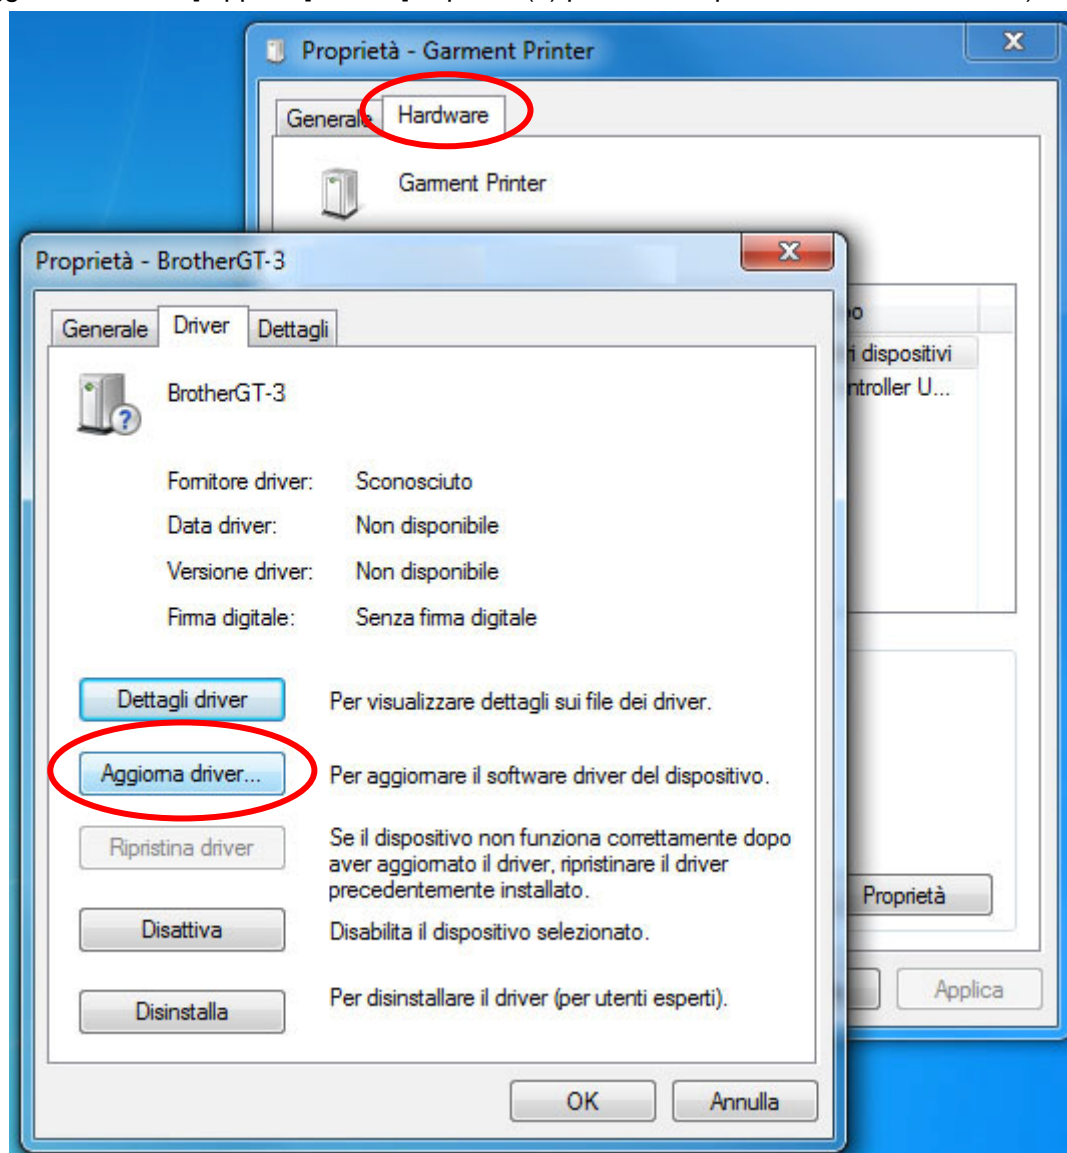 Proprietà - Garment Printer
Generale Hardware
Garment Printer
Proprietà - BrotherGT-3
Generale Driver Dettagli
BrotherGT-3
Fornitore driver: Sconosciuto
Data driver: Non disponibile
Versione driver: Non disponibile
Firma digitale: Senza firma digitale
Dettagli driver Per visualizzare dettagli sui file dei driver.
Aggiorna driver... Per aggiornare il software driver del dispositivo.
Ripristina driver Se il dispositivo non funziona correttamente dopo
aver aggiornato il driver, ripristinare il driver
precedentemente installato.
Disattiva Disabilita il dispositivo selezionato.
Disinstalla Per disinstallare il driver (per utenti esperti).
OK Annulla
dispositivi
U...
Proprietà
Applica